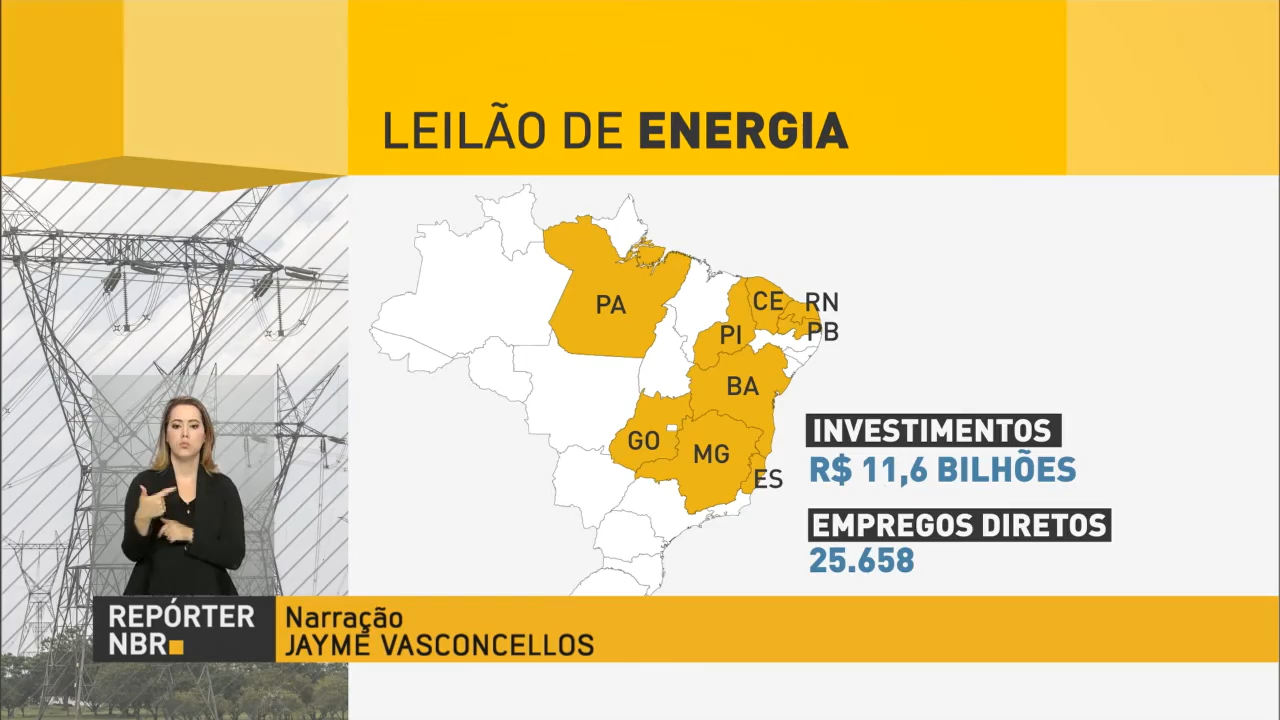 LEILÃO DE ENERGIA
PA
CE
RN
PI
PB
BA
GO
MG
ES
INVESTIMENTOS
R$ 11,6 BILHÕES
EMPREGOS DIRETOS
25.658
REPÓRTER
NBR
Narração
JAYME VASCONCELLOS